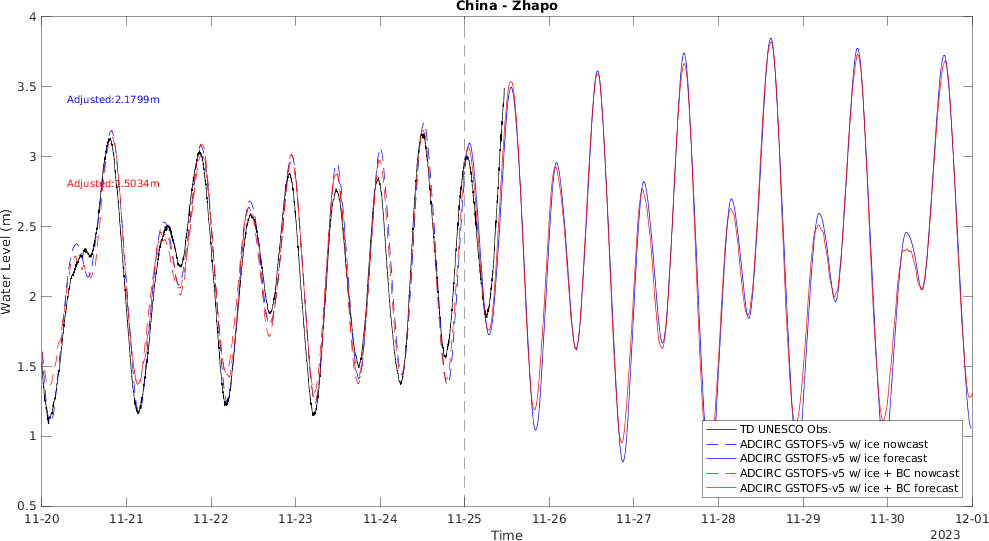 China - Zhapo
Water Level (m)
4
3.5
3
2.5
2
1.5
1
0.5
Adjusted:2.1799m
Adjusted:2.5034m
TD UNESCO Obs.
ADCIRC GSTOFS-v5 w/ ice nowcast
ADCIRC GSTOFS-v5 w/ ice forecast
ADCIRC GSTOFS-v5 w/ ice + BC nowcast
ADCIRC GSTOFS-v5 w/ ice + BC forecast
11-20 11-21 11-22 11-23 11-24 11-25 11-26 11-27 11-28 11-29 11-30 12-01
Time
2023